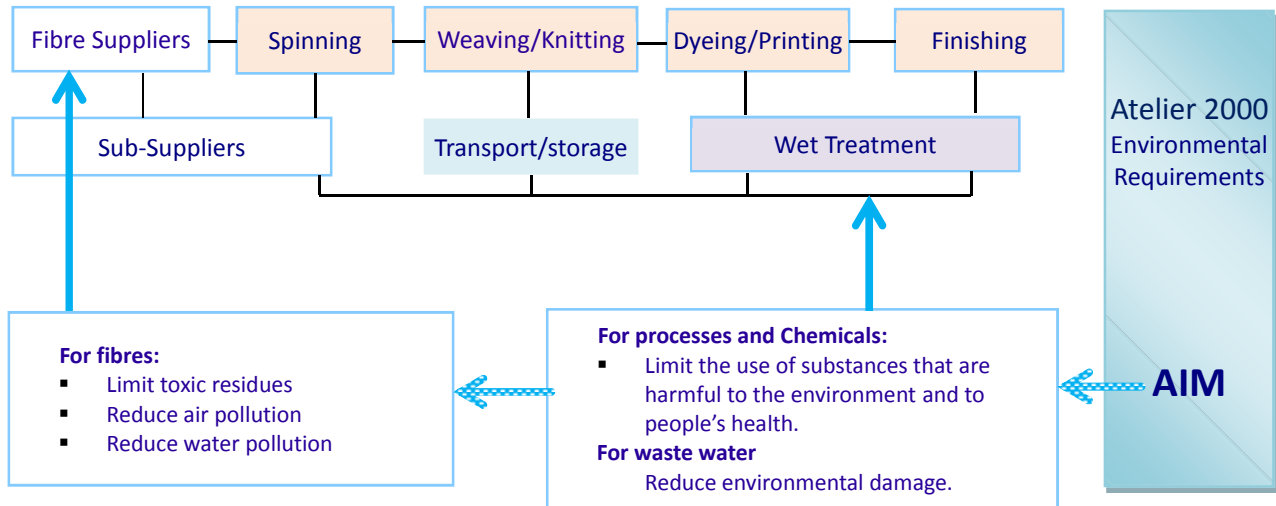 Fibre Suppliers
Spinning
Weaving/Knitting
Dyeing/Printing
Finishing
Sub-Suppliers
Transport/storage
Wet Treatment
Atelier 2000
Environmental
Requirements
For fibres:
▪ Limit toxic residues
▪ Reduce air pollution
▪ Reduce water pollution
For processes and Chemicals:
▪ Limit the use of substances that are
harmful to the environment and to
people’s health.
For waste water
Reduce environmental damage.
AIM